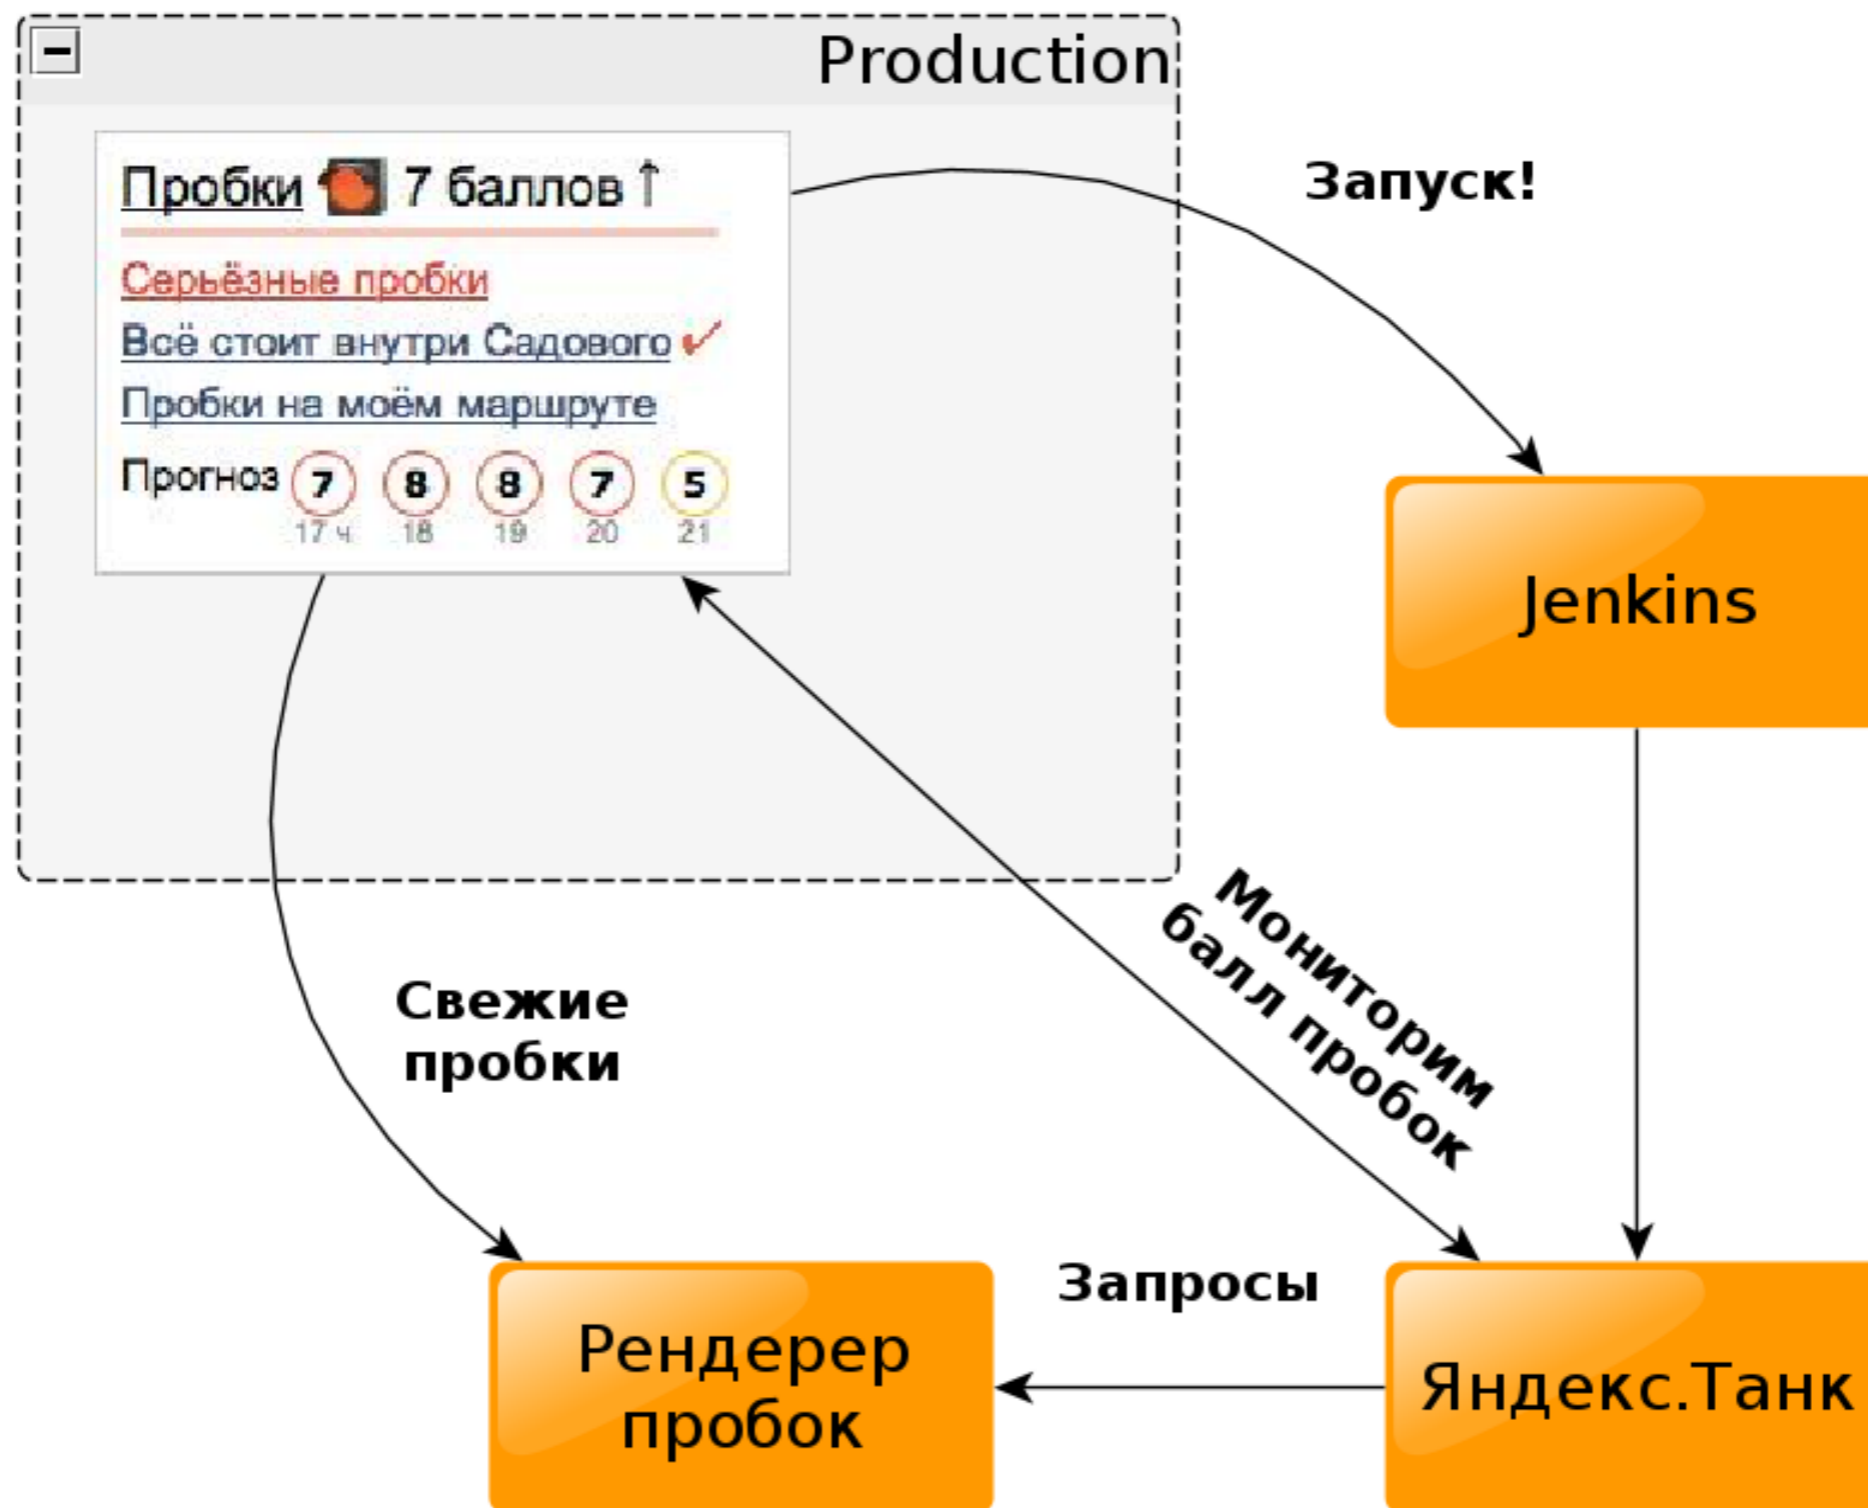 Production
Пробки 7 баллов ↑
Серьёзные пробки
Всё стоит внутри Садового
Пробки на моём маршруте
Прогноз 7 8 8 7 5
17 ч 18 19 20 21
Запуск!
Jenkins
Мониторим
балл пробок
Свежие
пробки
Запросы
Рендерер
пробок
Яндекс.Танк